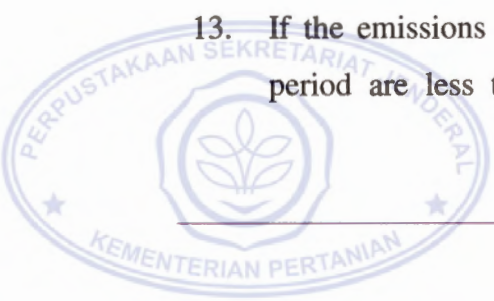 13. If the emissions
period are less
PERPUSTAKAAN SEKRETARIAT JENDERAL
KEMENTERIAN PERTANIAN